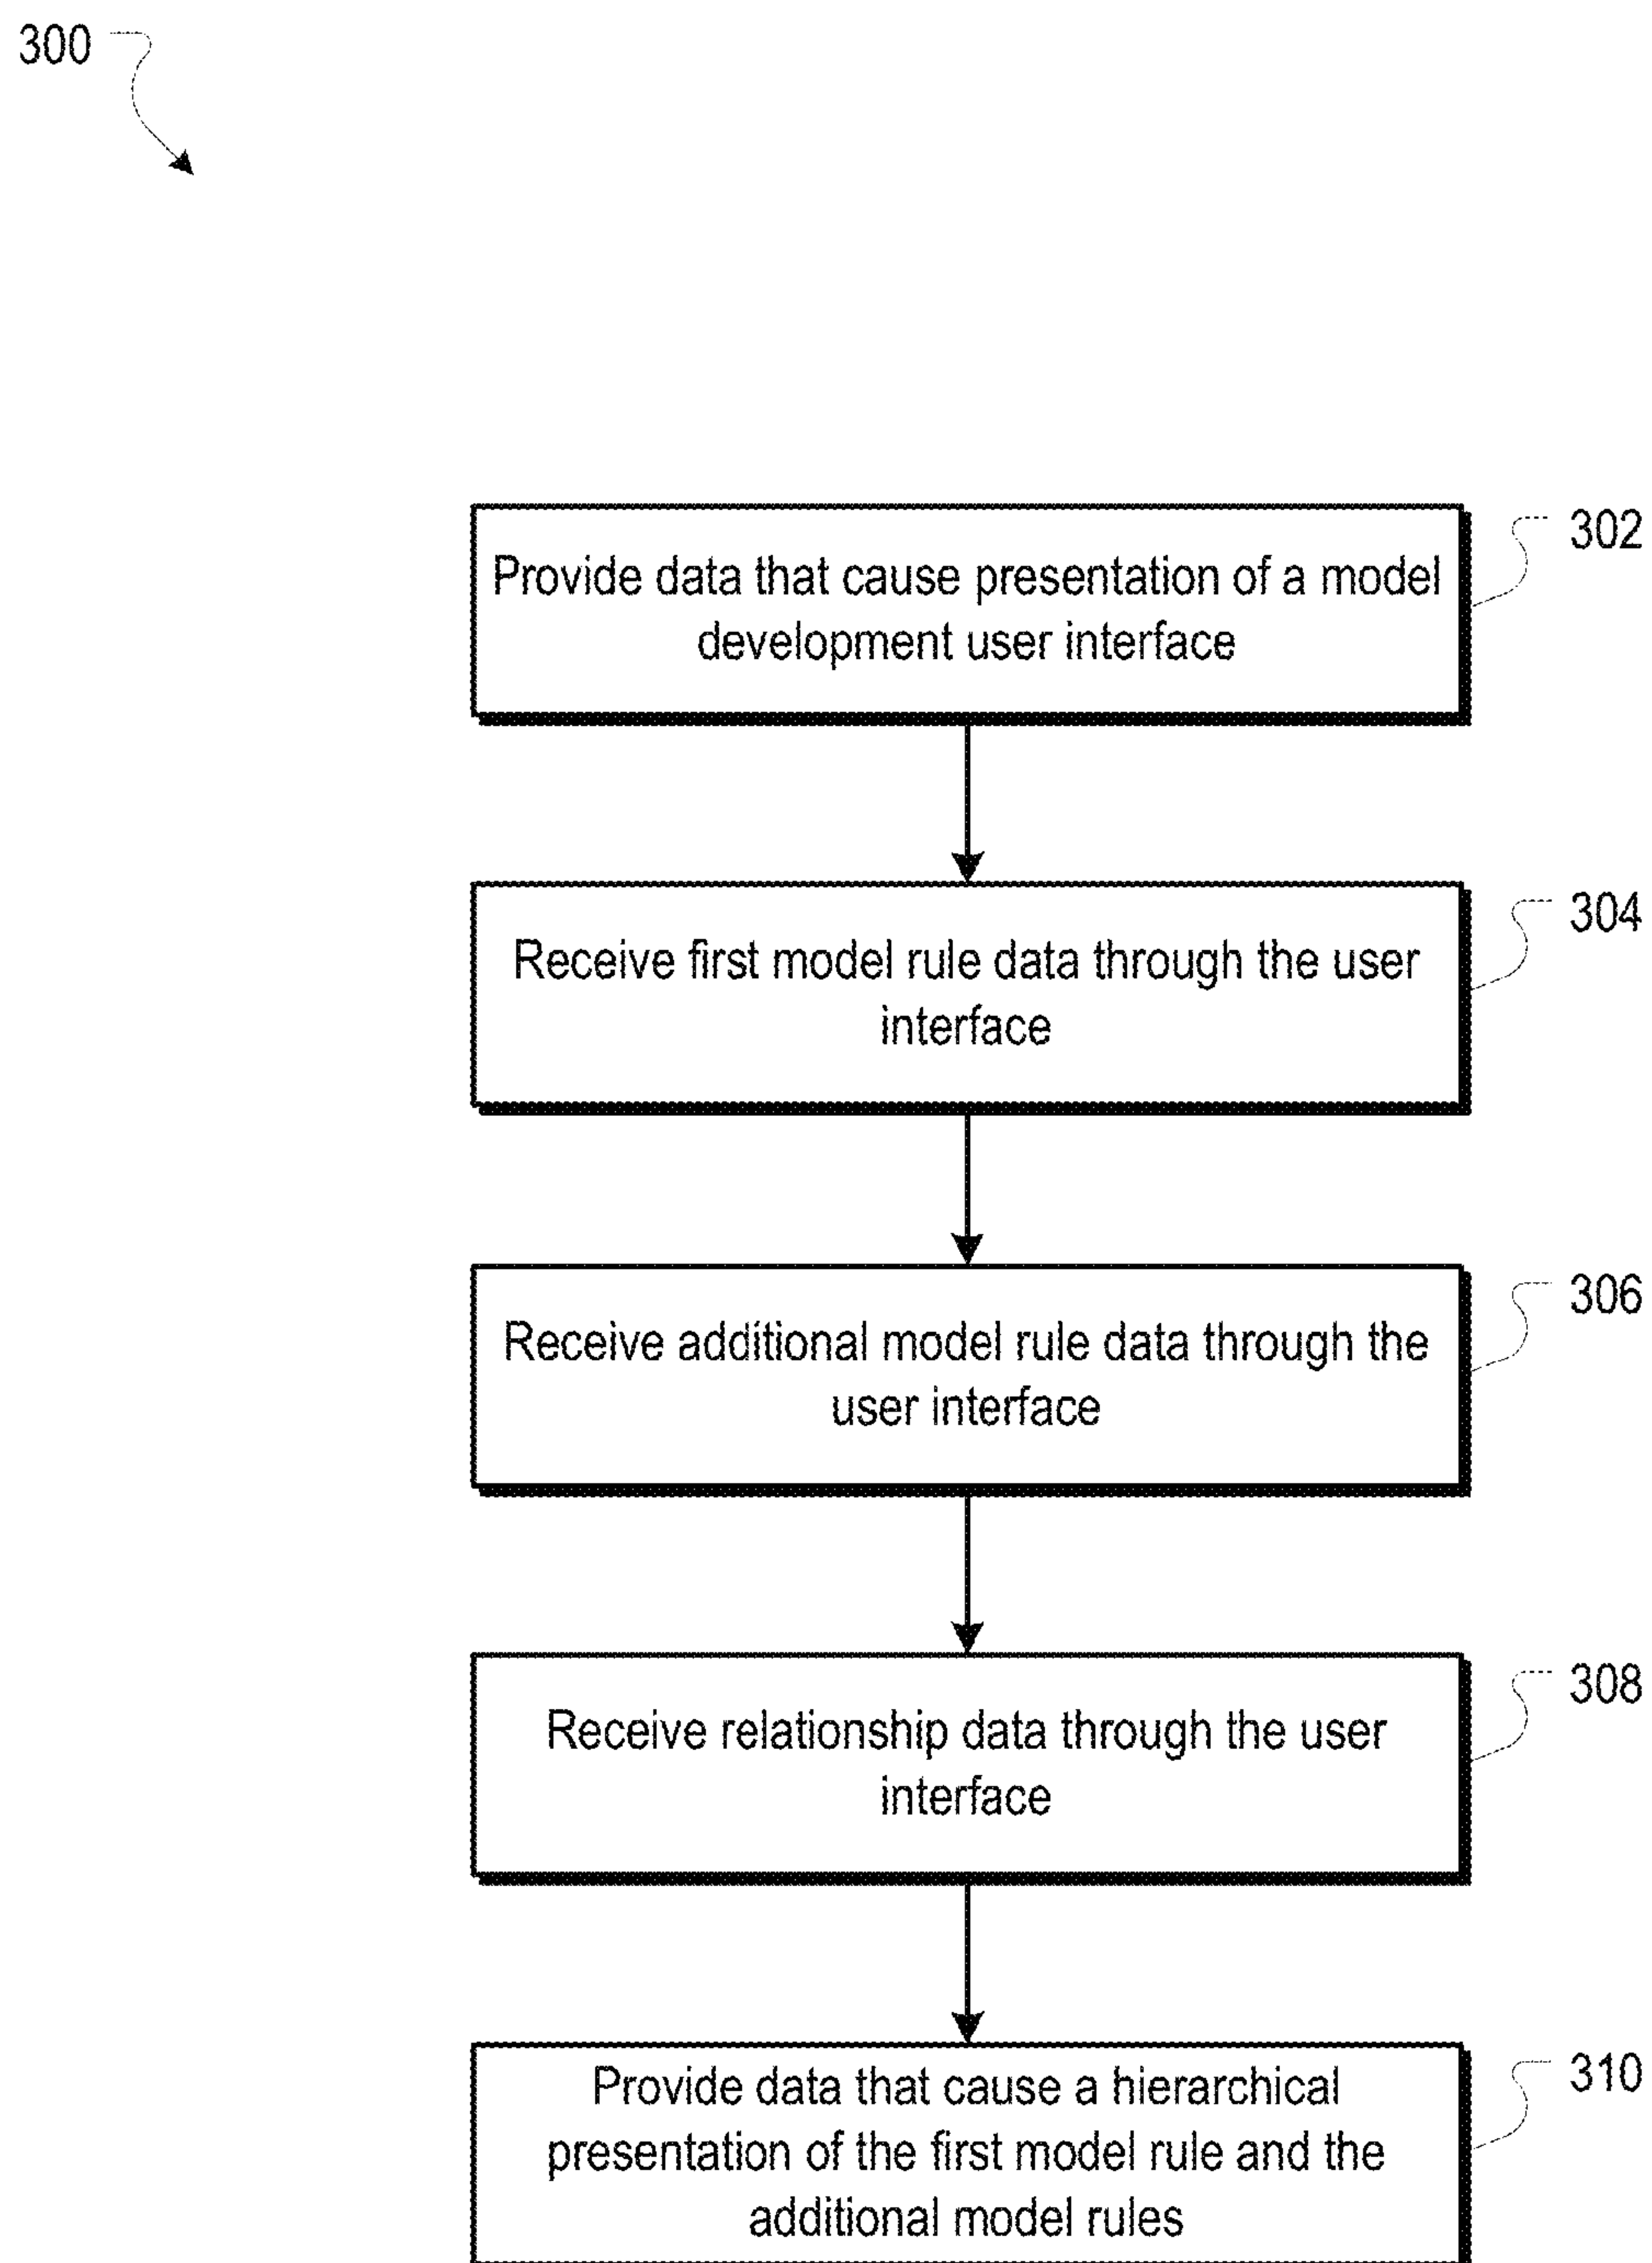 300
Provide data that cause presentation of a model
development user interface
302
Receive first model rule data through the user
interface
304
Receive additional model rule data through the
user interface
306
Receive relationship data through the user
interface
308
Provide data that cause a hierarchical
presentation of the first model rule and the
additional model rules
310